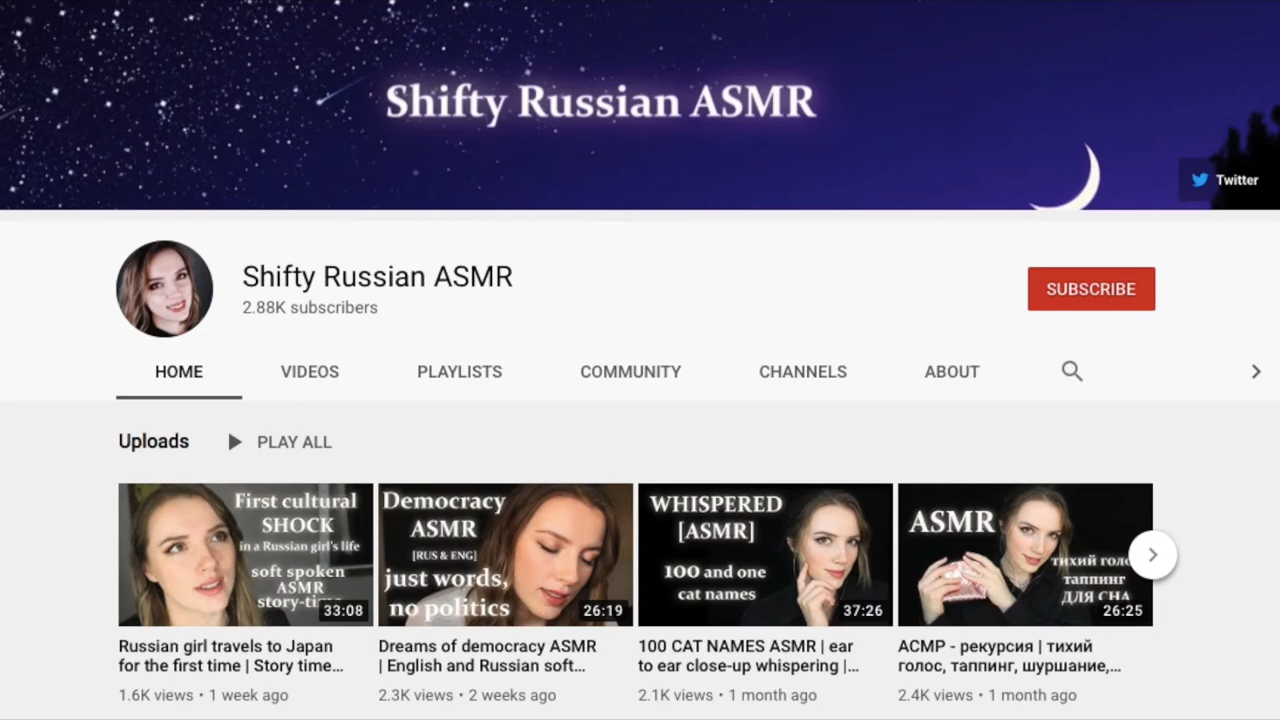 Shifty Russian ASMR
Twitter
Shifty Russian ASMR
2.88K subscribers
SUBSCRIBE
HOME
VIDEOS
PLAYLISTS
COMMUNITY
CHANNELS
ABOUT
Uploads
PLAY ALL
First cultural
SHOCK
in a Russian girl's life
soft spoken
ASMR
story-time
33:08
Democracy
ASMR
[RUS & ENG]
just words,
no politics
26:19
WHISPERED
[ASMR]
100 and one
cat names
37:26
ASMR
тихий голос
таппинг
ДЛЯ СНА
26:25
Russian girl travels to Japan
for the first time | Story time...
1.6K views • 1 week ago
Dreams of democracy ASMR
| English and Russian soft...
2.3K views • 2 weeks ago
100 CAT NAMES ASMR | ear
to ear close-up whispering |...
2.1K views • 1 month ago
АСМР - рекурсия | тихий
голос, таппинг, шуршание,...
2.4K views • 1 month ago